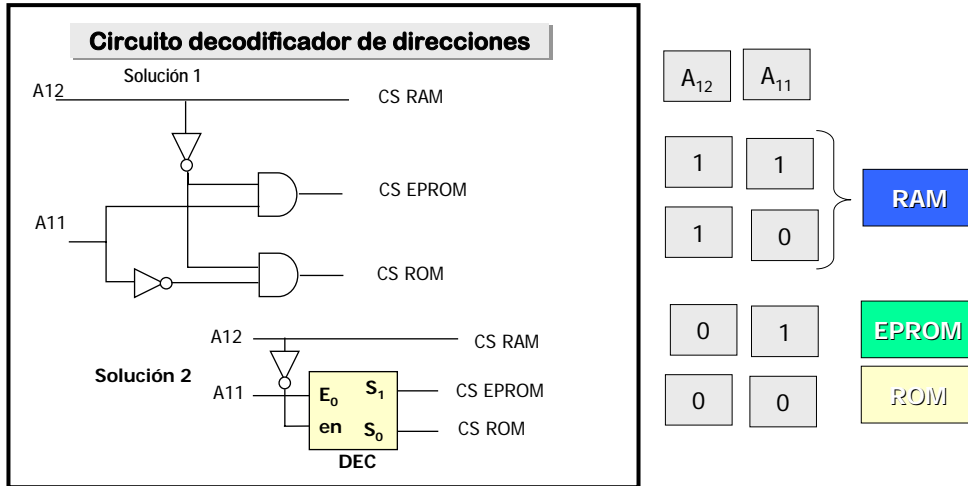 Circuito decodificador de direcciones
Solución 1
A12
CS RAM
CS EPROM
A11
CS ROM
Solución 2
A12
CS RAM
A11
E₀
S₁
CS EPROM
en
S₀
CS ROM
DEC
A₁₂ A₁₁
1 1
RAM
1 0
0 1
EPROM
0 0
ROM